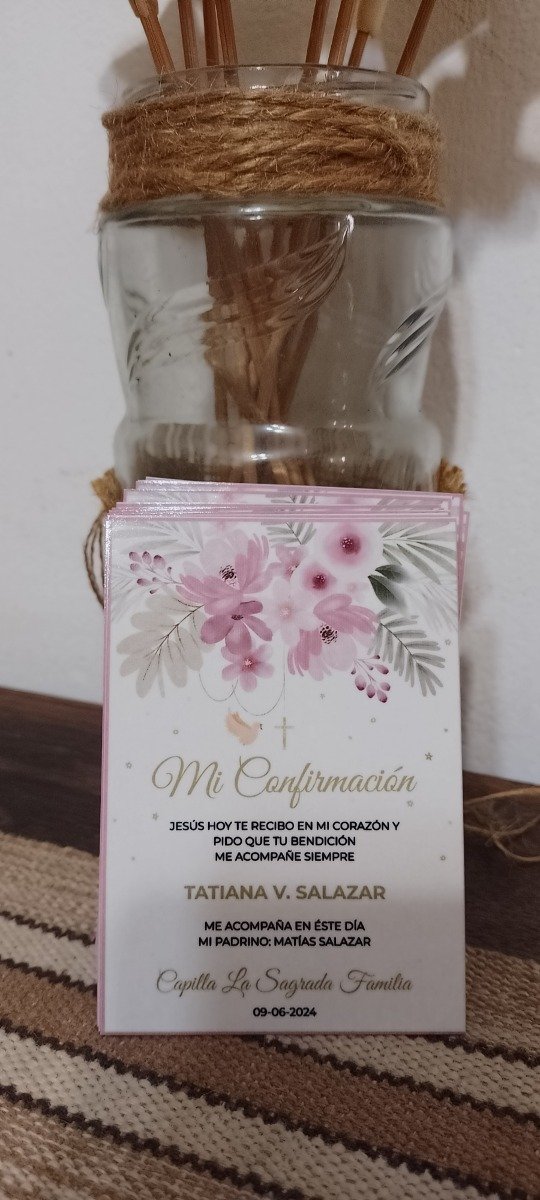 Mi Confirmación
JESÚS HOY TE RECIBO EN MI CORAZÓN Y
PIDO QUE TU BENDICIÓN
ME ACOMPAÑE SIEMPRE
TATIANA V. SALAZAR
ME ACOMPAÑA EN ÉSTE DÍA
MI PADRINO: MATÍAS SALAZAR
Capilla La Sagrada Familia
09-06-2024